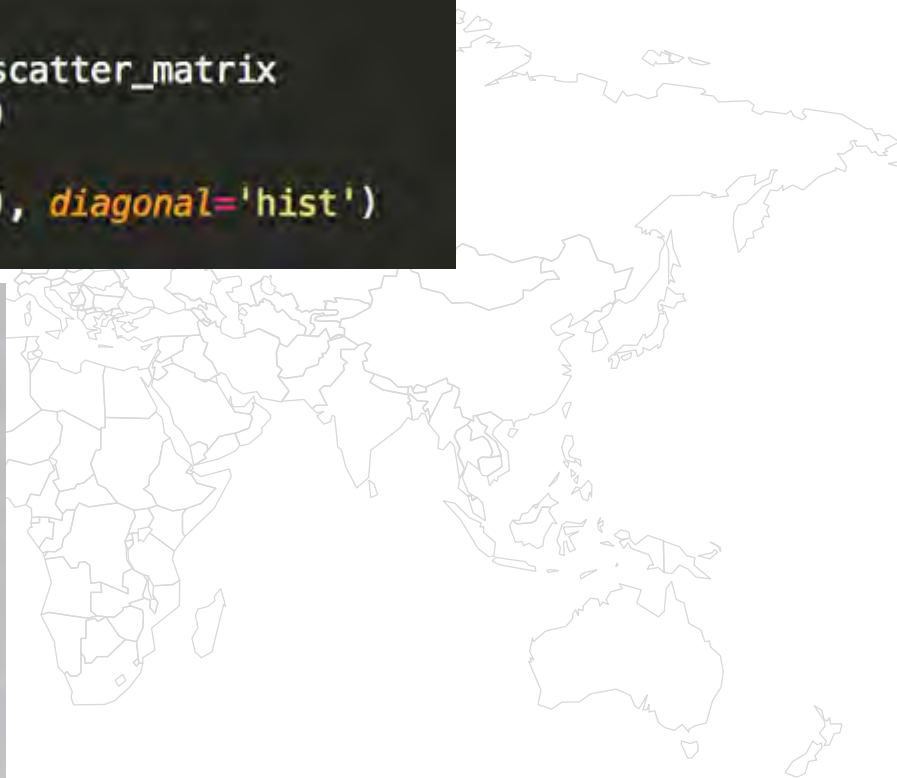 scatter_matrix
)
), diagonal='hist')